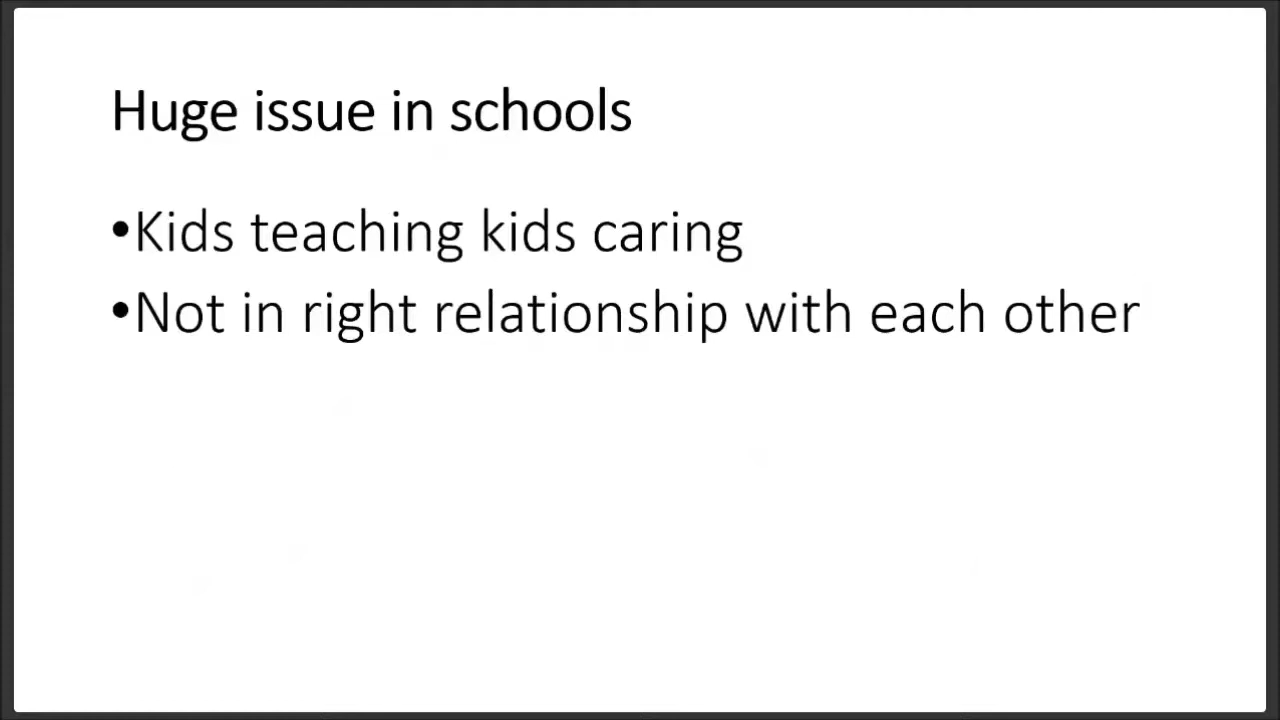 Huge issue in schools
•Kids teaching kids caring
•Not in right relationship with each other